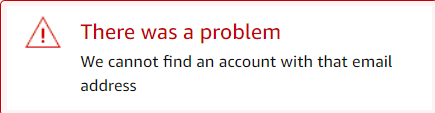 There was a problem
We cannot find an account with that email
address